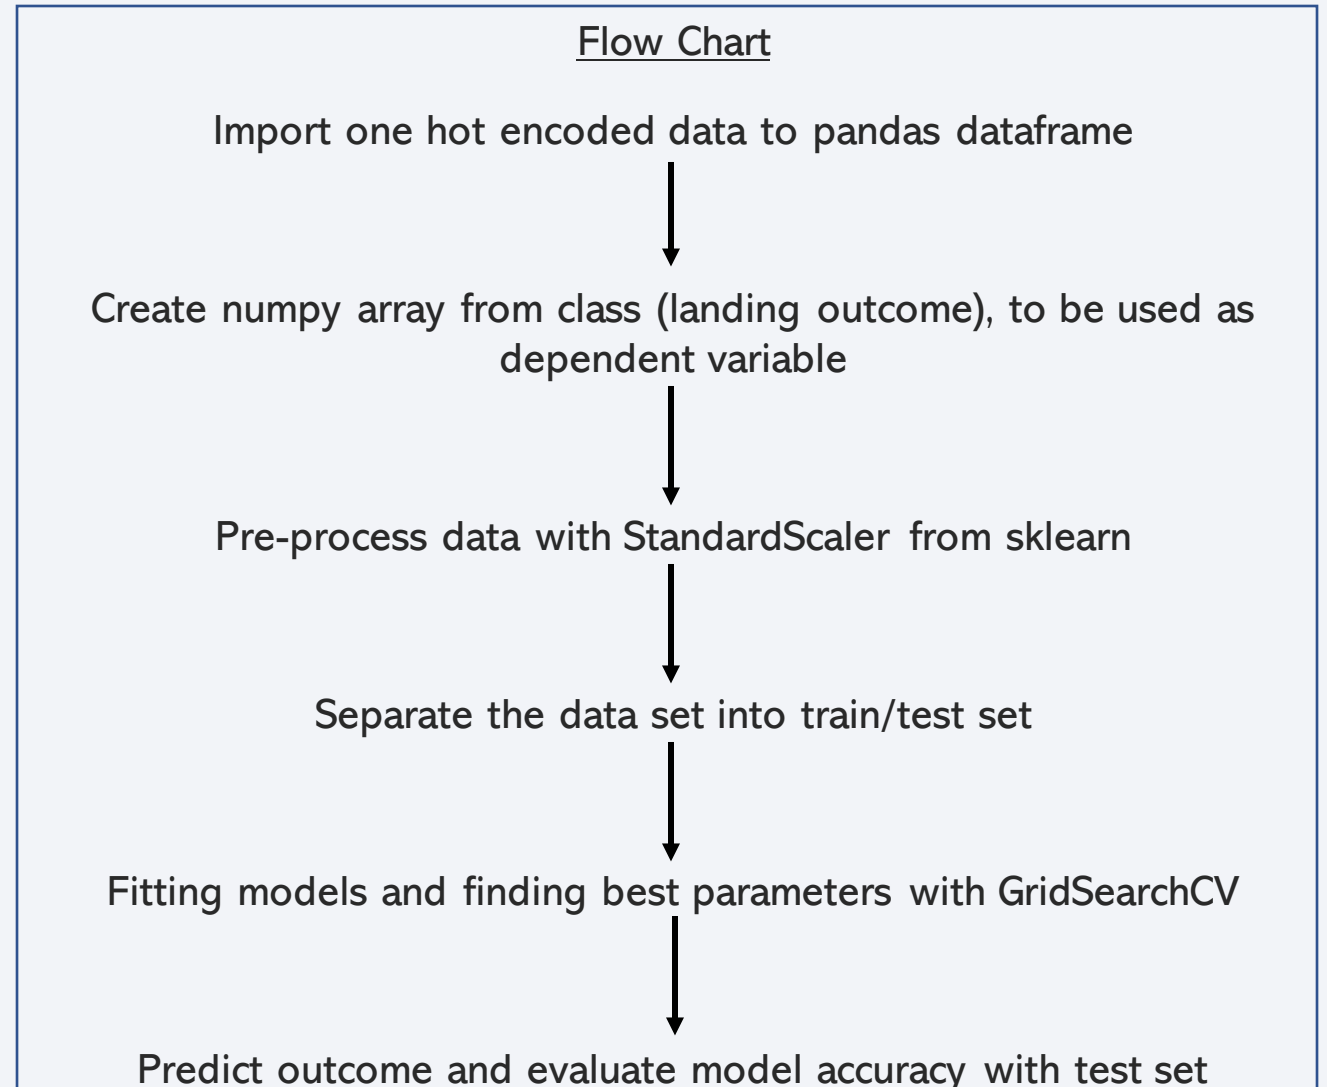 Flow Chart
Import one hot encoded data to pandas dataframe
Create numpy array from class (landing outcome), to be used as
dependent variable
Pre-process data with StandardScaler from sklearn
Separate the data set into train/test set
Fitting models and finding best parameters with GridSearchCV
Predict outcome and evaluate model accuracy with test set